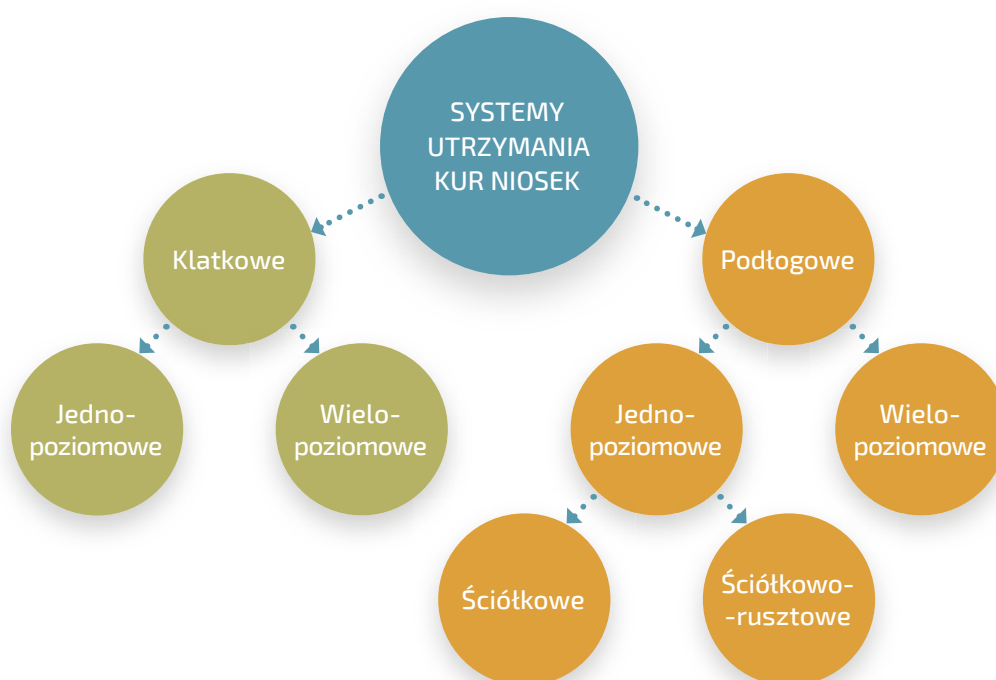 SYSTEMY
UTRZYMANIA
KUR NIOSEK
Klatkowe
Podłogowe
Jedno-
poziomowe
Wielo-
poziomowe
Jedno-
poziomowe
Wielo-
poziomowe
Ściółkowe
Ściółkowo-
-rusztowe